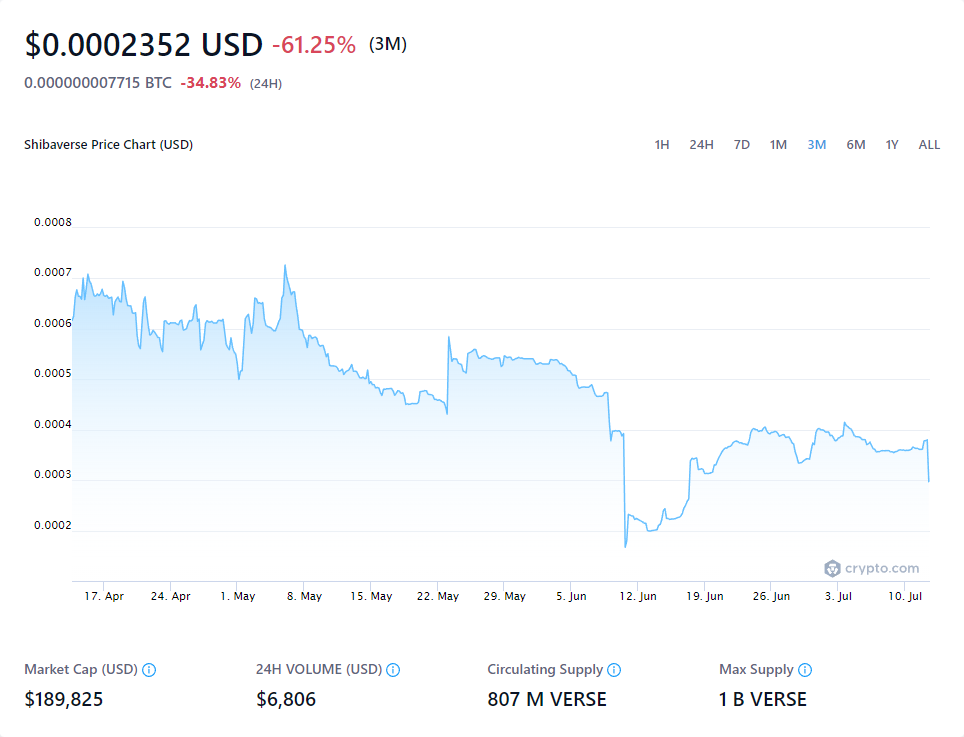 $0.0002352 USD -61.25% (3M)
0.000000007715 BTC -34.83% (24H)
Shibaverse Price Chart (USD)
1H 24H 7D 1M 3M 6M 1Y ALL
0.0008
0.0007
0.0006
0.0005
0.0004
0.0003
0.0002
crypto.com
17. Apr 24. Apr 1. May 8. May 15. May 22. May 29. May 5. Jun 12. Jun 19. Jun 26. Jun 3. Jul 10. Jul
Market Cap (USD) 24H VOLUME (USD) Circulating Supply Max Supply
$189,825 $6,806 807 M VERSE 1 B VERSE